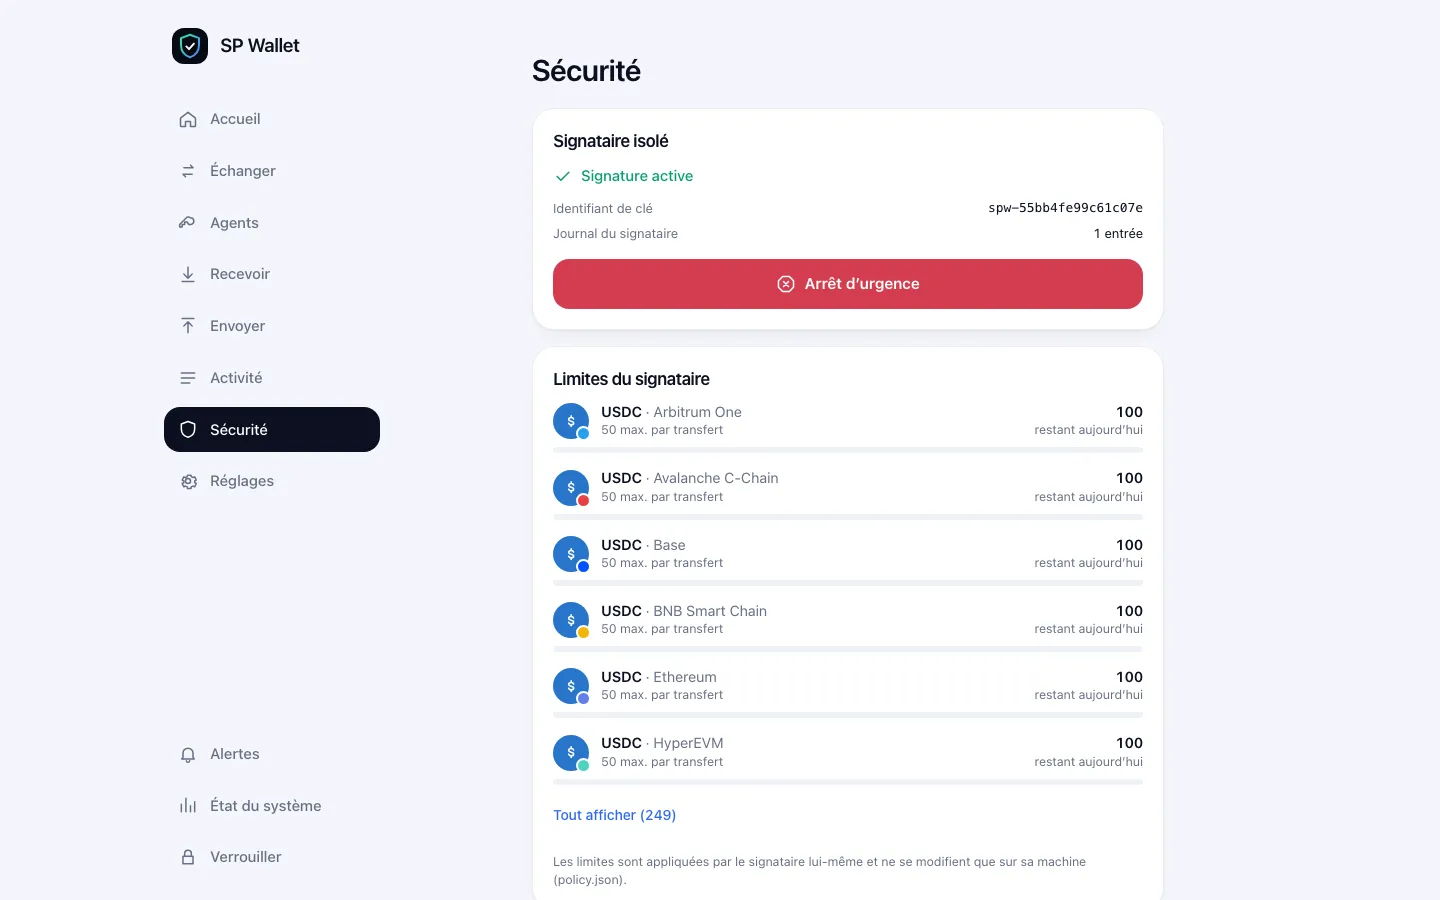 SP Wallet
Accueil
Échanger
Agents
Recevoir
Envoyer
Activité
Sécurité
Réglages
Alertes
État du système
Verrouiller
Sécurité
Signataire isolé
Signature active
Identifiant de clé spw-55bb4fe99c61c07e
Journal du signataire 1 entrée
Arrêt d’urgence
Limites du signataire
$ USDC · Arbitrum One 100
50 max. par transfert restant aujourd’hui
$ USDC · Avalanche C-Chain 100
50 max. par transfert restant aujourd’hui
$ USDC · Base 100
50 max. par transfert restant aujourd’hui
$ USDC · BNB Smart Chain 100
50 max. par transfert restant aujourd’hui
$ USDC · Ethereum 100
50 max. par transfert restant aujourd’hui
$ USDC · HyperEVM 100
50 max. par transfert restant aujourd’hui
Tout afficher (249)
Les limites sont appliquées par le signataire lui-même et ne se modifient que sur sa machine
(policy.json).